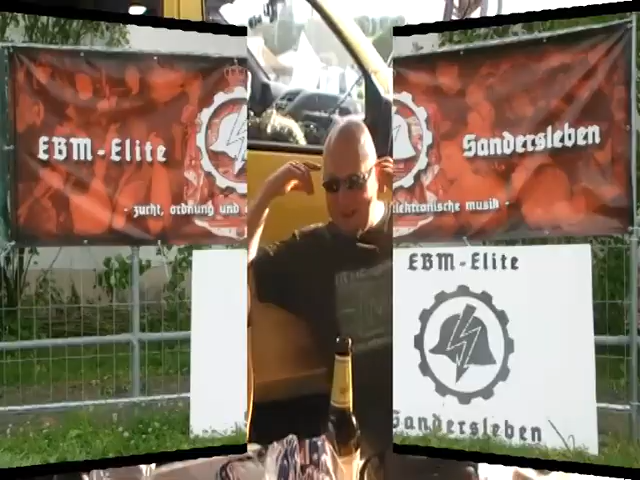 EBM-Elite
Sandersleben
- zucht, ordnung und elektronische musik -
EBM-Elite
Sandersleben